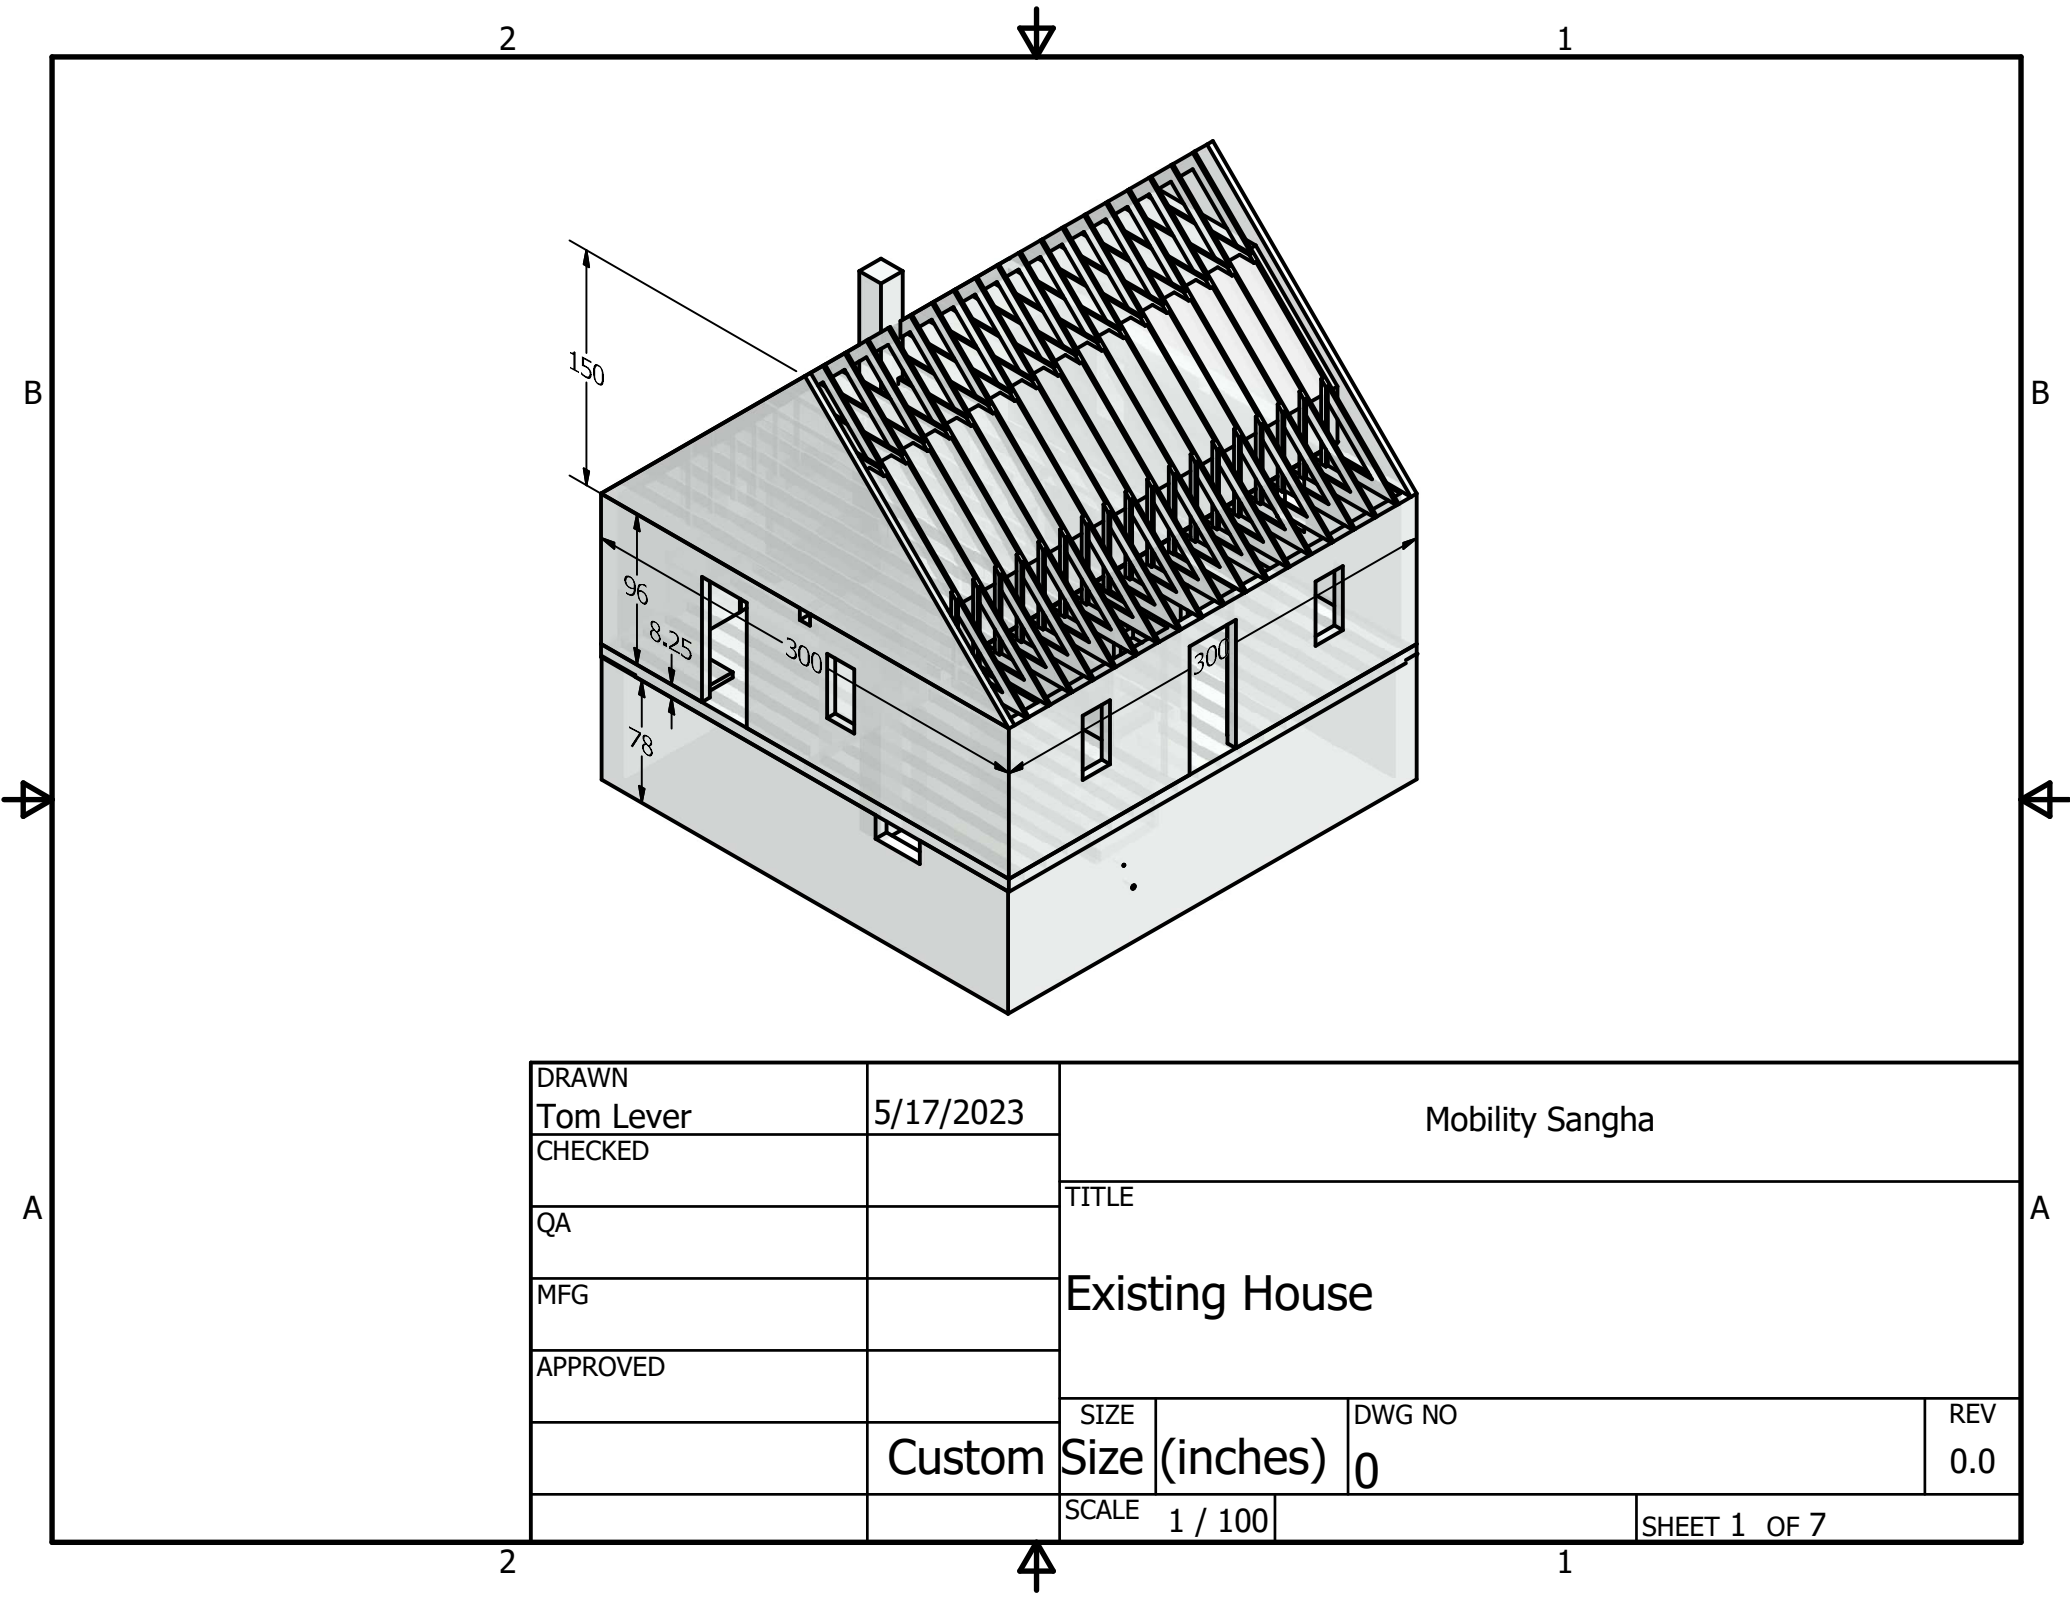 2 1
B B
150
96
8.25
300
300
78
DRAWN
Tom Lever 5/17/2023
Mobility Sangha
CHECKED
TITLE
A A
QA
Existing House
MFG
APPROVED
SIZE DWG NO REV
Custom Size (inches) 0 0.0
SCALE 1 / 100 SHEET 1 OF 7
2 1